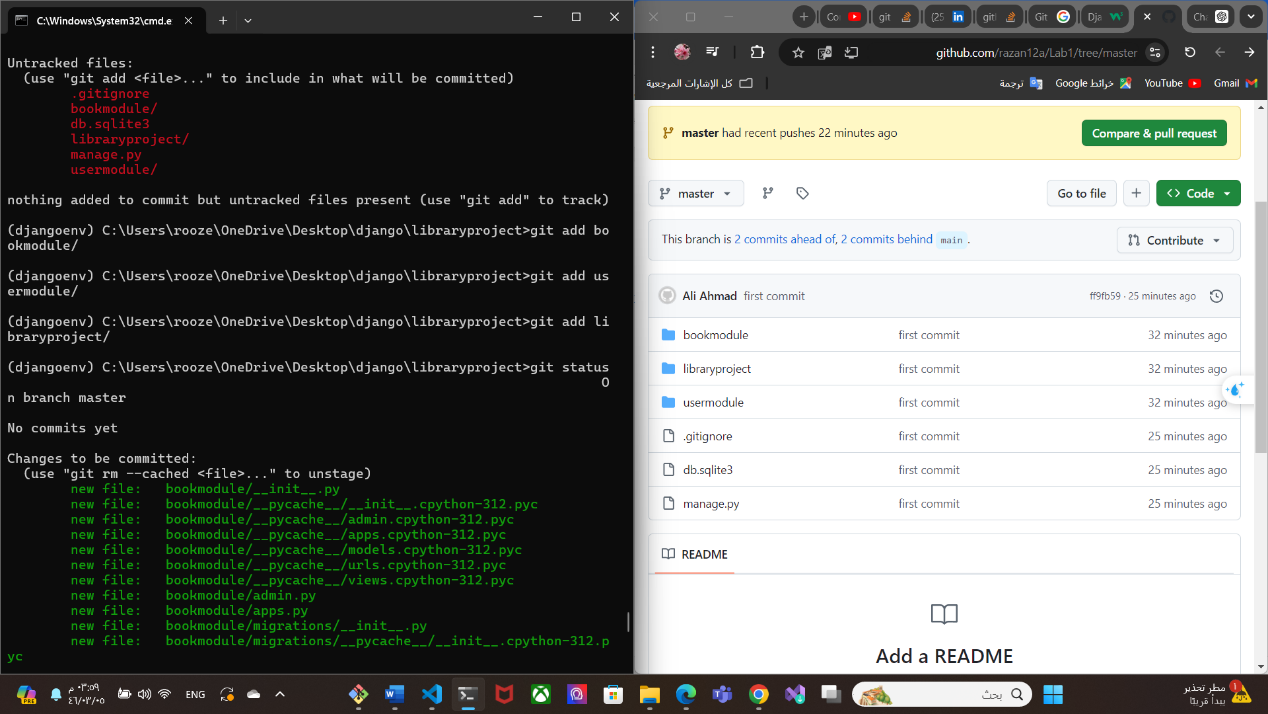 C:\Windows\System32\cmd.e
Untracked files:
(use "git add <file>..." to include in what will be committed)
.gitignore
bookmodule/
db.sqlite3
libraryproject/
manage.py
usermodule/
nothing added to commit but untracked files present (use "git add" to track)
(djangoenv) C:\Users\rooze\OneDrive\Desktop\django\libraryproject>git add bo
okmodule/
(djangoenv) C:\Users\rooze\OneDrive\Desktop\django\libraryproject>git add us
ermodule/
(djangoenv) C:\Users\rooze\OneDrive\Desktop\django\libraryproject>git add li
braryproject/
(djangoenv) C:\Users\rooze\OneDrive\Desktop\django\libraryproject>git status
O
n branch master
No commits yet
Changes to be committed:
(use "git rm --cached <file>..." to unstage)
new file:   bookmodule/__init__.py
new file:   bookmodule/__pycache__/__init__.cpython-312.pyc
new file:   bookmodule/__pycache__/admin.cpython-312.pyc
new file:   bookmodule/__pycache__/apps.cpython-312.pyc
new file:   bookmodule/__pycache__/models.cpython-312.pyc
new file:   bookmodule/__pycache__/urls.cpython-312.pyc
new file:   bookmodule/__pycache__/views.cpython-312.pyc
new file:   bookmodule/admin.py
new file:   bookmodule/apps.py
new file:   bookmodule/migrations/__init__.py
new file:   bookmodule/migrations/__pycache__/__init__.cpython-312.p
yc
Co git (25 git Git Dja Ch
github.com/razan12a/Lab1/tree/master
كل الإشارات المرجعية ترجمة خرائط Google YouTube Gmail
master had recent pushes 22 minutes ago
Compare & pull request
master Go to file Code
This branch is 2 commits ahead of, 2 commits behind main.
Contribute
Ali Ahmad first commit ff9fb59 · 25 minutes ago
bookmodule first commit 32 minutes ago
libraryproject first commit 32 minutes ago
usermodule first commit 32 minutes ago
.gitignore first commit 25 minutes ago
db.sqlite3 first commit 25 minutes ago
manage.py first commit 25 minutes ago
README
Add a README
PRE
٠٣:٥٩ م
٤٦/٠٣/٠٥
ENG
بحث
مطر تحذير
يبدأ قريبًا
1